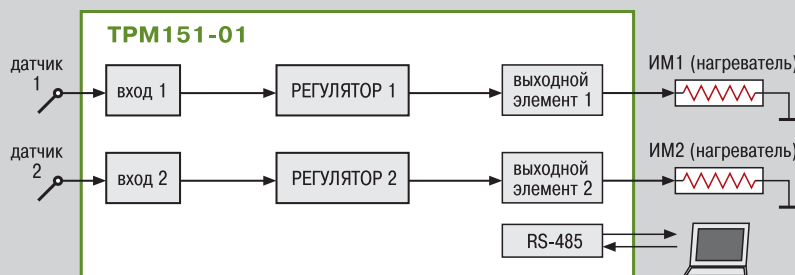 ТРМ151-01
датчик
1
вход 1
РЕГУЛЯТОР 1
выходной
элемент 1
ИМ1 (нагреватель)
датчик
2
вход 2
РЕГУЛЯТОР 2
выходной
элемент 2
ИМ2 (нагреватель)
RS-485